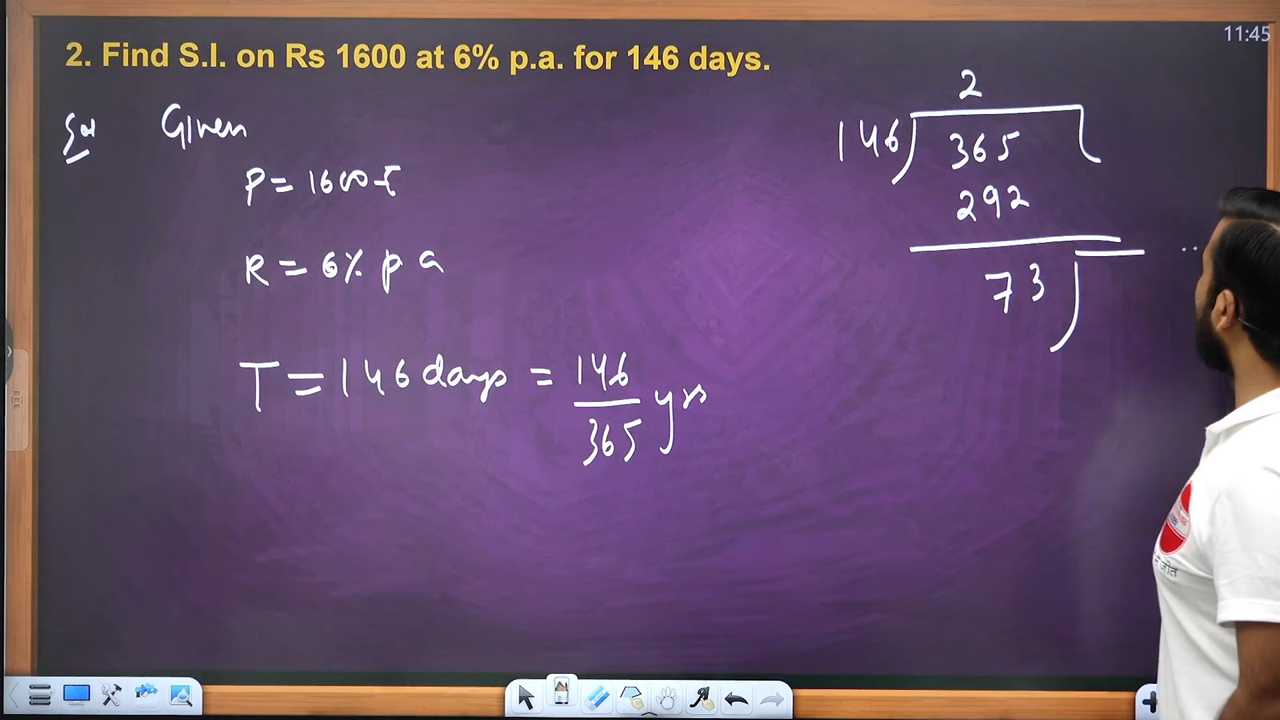 11:45
2. Find S.I. on Rs 1600 at 6% p.a. for 146 days.
Sol Given
P = 1600 ₹
R = 6% p a
T = 146 days = 146/365 yrs
2
146) 365
292
73